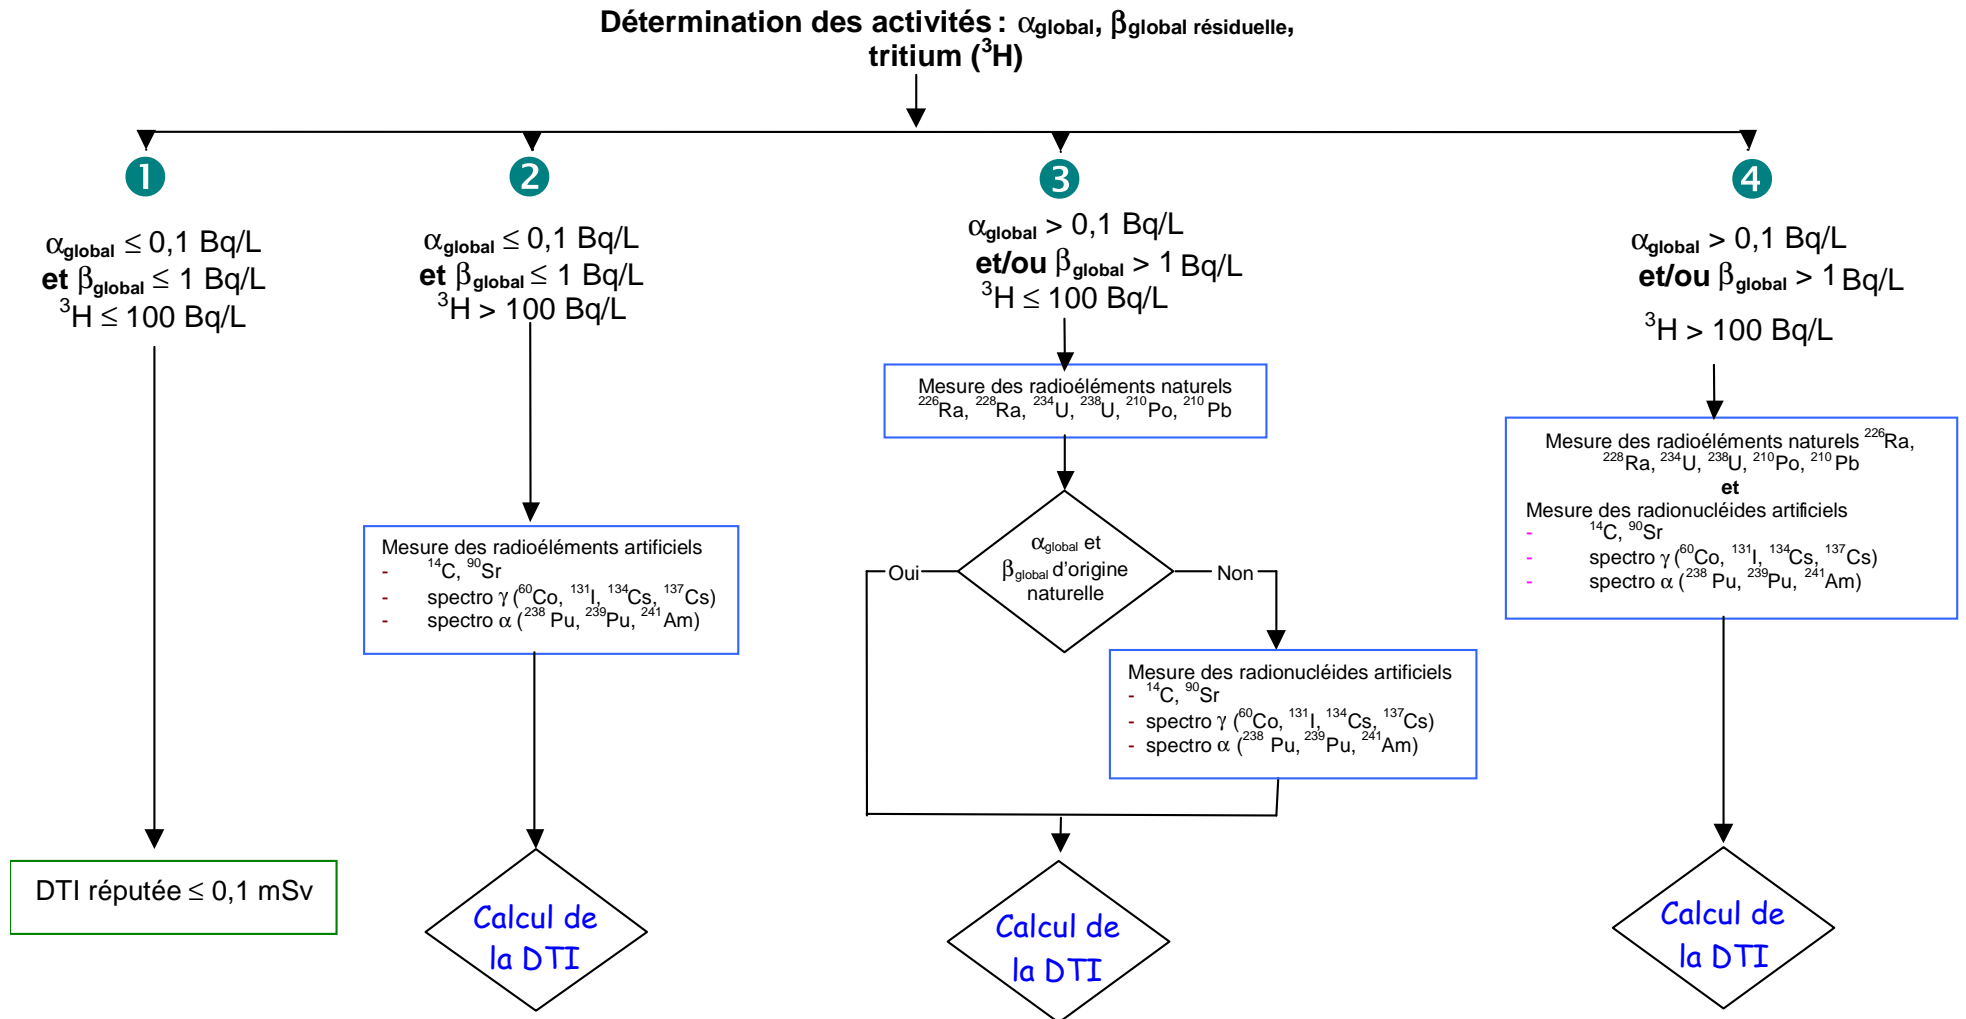 Détermination des activités : αglobal, βglobal résiduelle,
tritium (³H)
❶
αglobal ≤ 0,1 Bq/L
et βglobal ≤ 1 Bq/L
³H ≤ 100 Bq/L
DTI réputée ≤ 0,1 mSv
❷
αglobal ≤ 0,1 Bq/L
et βglobal ≤ 1 Bq/L
³H > 100 Bq/L
Mesure des radioéléments artificiels
- ¹⁴C, ⁹⁰Sr
- spectro γ (⁶⁰Co, ¹³¹I, ¹³⁴Cs, ¹³⁷Cs)
- spectro α (²³⁸ Pu, ²³⁹Pu, ²⁴¹Am)
Calcul de
la DTI
❸
αglobal > 0,1 Bq/L
et/ou βglobal > 1 Bq/L
³H ≤ 100 Bq/L
Mesure des radioéléments naturels
²²⁶Ra, ²²⁸Ra, ²³⁴U, ²³⁸U, ²¹⁰Po, ²¹⁰Pb
αglobal et
βglobal d'origine
naturelle
Oui
Non
Mesure des radionucléides artificiels
- ¹⁴C, ⁹⁰Sr
- spectro γ (⁶⁰Co, ¹³¹I, ¹³⁴Cs, ¹³⁷Cs)
- spectro α (²³⁸ Pu, ²³⁹Pu, ²⁴¹Am)
Calcul de
la DTI
❹
αglobal > 0,1 Bq/L
et/ou βglobal > 1 Bq/L
³H > 100 Bq/L
Mesure des radioéléments naturels ²²⁶Ra,
²²⁸Ra, ²³⁴U, ²³⁸U, ²¹⁰Po, ²¹⁰Pb
et
Mesure des radionucléides artificiels
- ¹⁴C, ⁹⁰Sr
- spectro γ (⁶⁰Co, ¹³¹I, ¹³⁴Cs, ¹³⁷Cs)
- spectro α (²³⁸ Pu, ²³⁹Pu, ²⁴¹Am)
Calcul de
la DTI